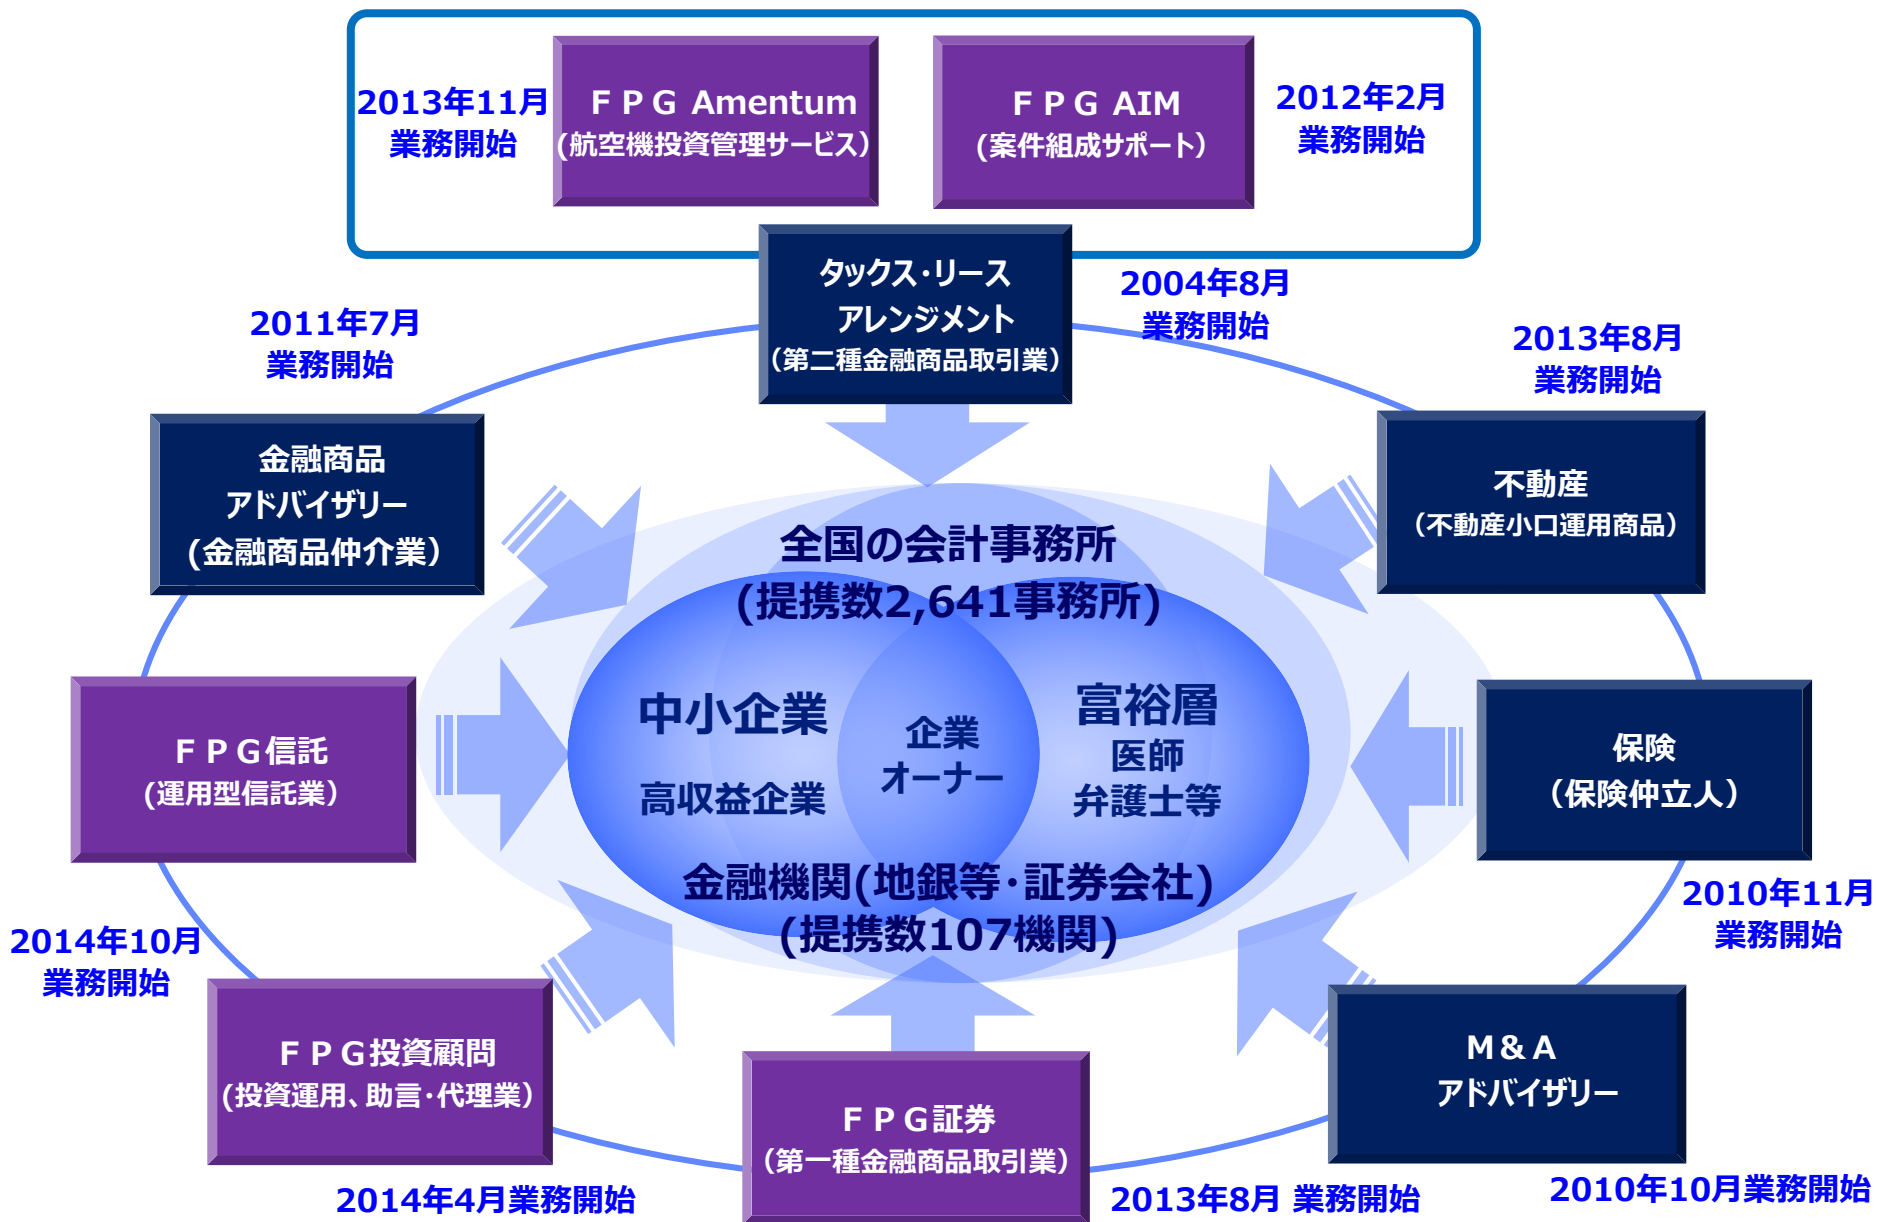 2013年11月
業務開始
ＦＰＧ Amentum
(航空機投資管理サービス）
ＦＰＧ AIM
(案件組成サポート）
2012年2月
業務開始
タックス・リース
アレンジメント
（第二種金融商品取引業）
2004年8月
業務開始
2011年7月
業務開始
2013年8月
業務開始
金融商品
アドバイザリー
(金融商品仲介業）
不動産
（不動産小口運用商品）
全国の会計事務所
(提携数2,641事務所)
中小企業
高収益企業
企業
オーナー
富裕層
医師
弁護士等
ＦＰＧ信託
(運用型信託業）
保険
（保険仲立人）
金融機関(地銀等・証券会社)
(提携数107機関)
2014年10月
業務開始
2010年11月
業務開始
ＦＰＧ投資顧問
(投資運用、助言・代理業）
ＦＰＧ証券
（第一種金融商品取引業）
Ｍ＆Ａ
アドバイザリー
2014年4月業務開始
2013年8月 業務開始
2010年10月業務開始